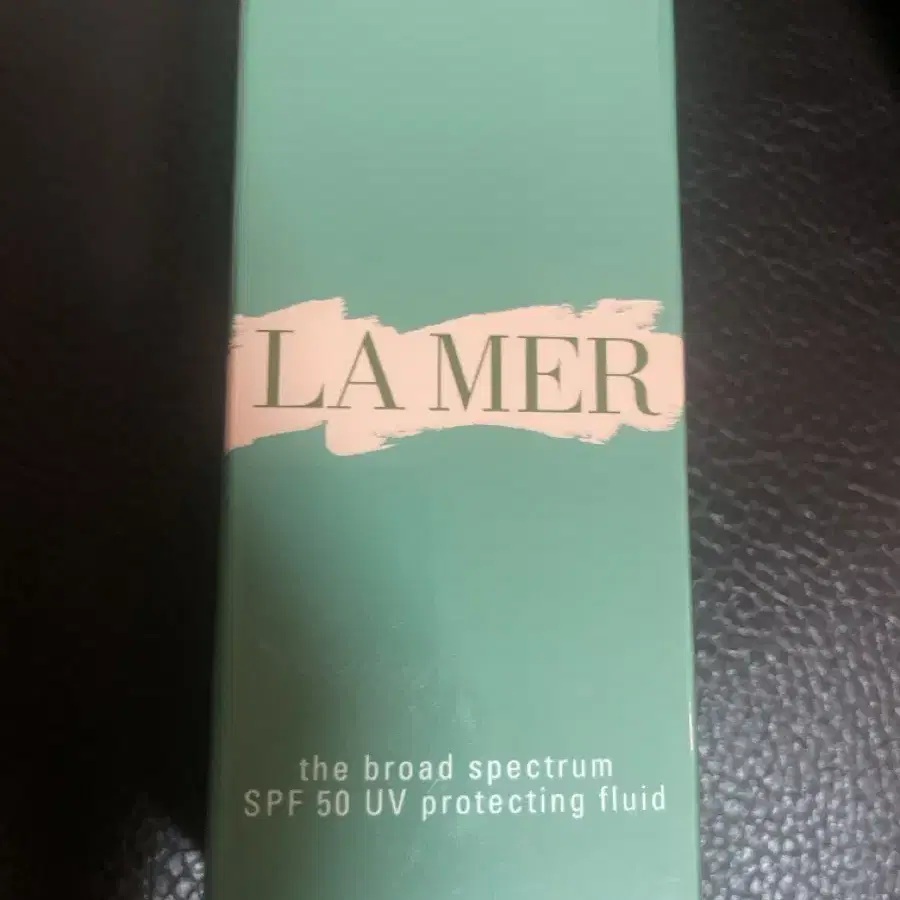 LA MER
the broad spectrum
SPF 50 UV protecting fluid